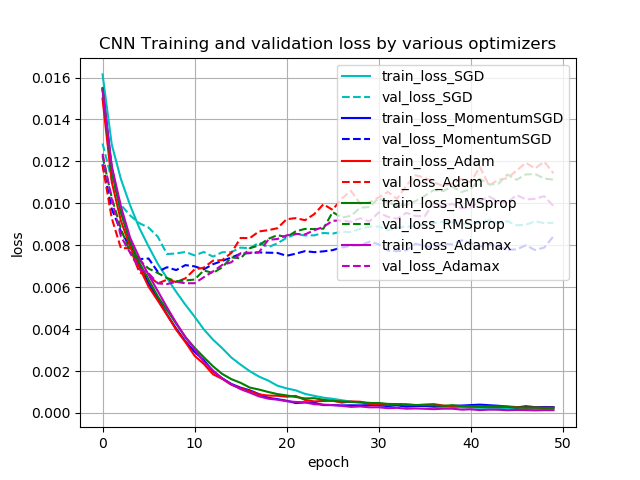 CNN Training and validation loss by various optimizers
0.016
0.014
0.012
0.010
0.008
0.006
0.004
0.002
0.000
loss
train_loss_SGD
val_loss_SGD
train_loss_MomentumSGD
val_loss_MomentumSGD
train_loss_Adam
val_loss_Adam
train_loss_RMSprop
val_loss_RMSprop
train_loss_Adamax
val_loss_Adamax
0 10 20 30 40 50
epoch